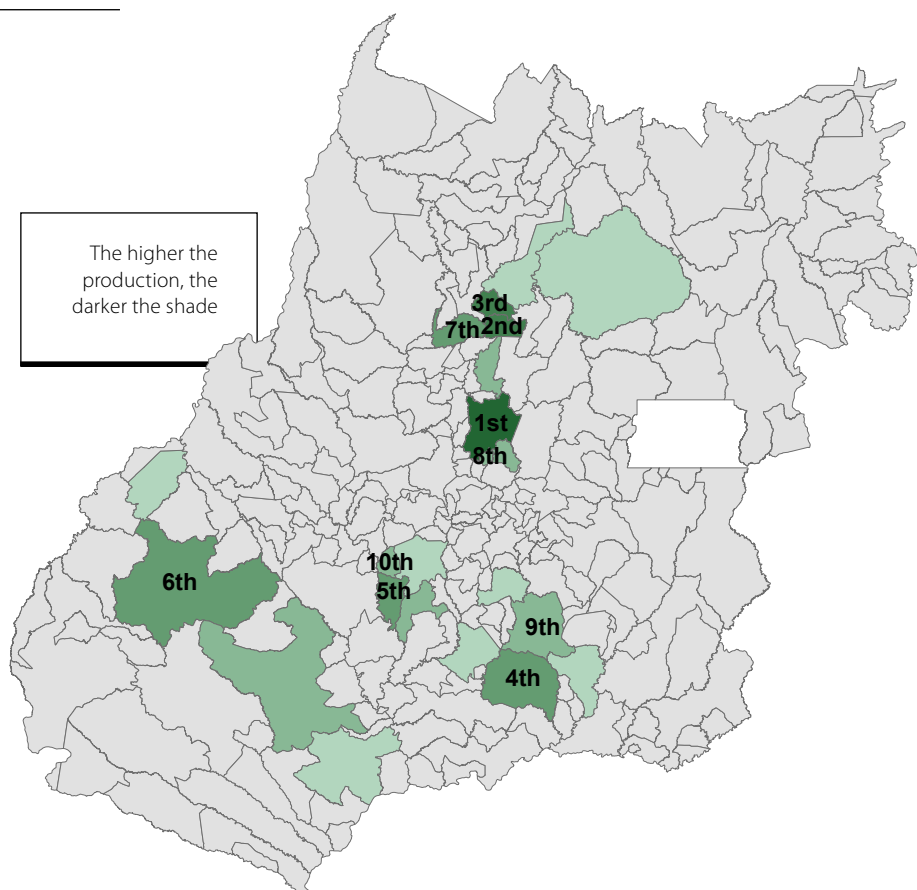 The higher the
production, the
darker the shade
3rd
7th 2nd
1st
8th
10th
6th
5th
9th
4th